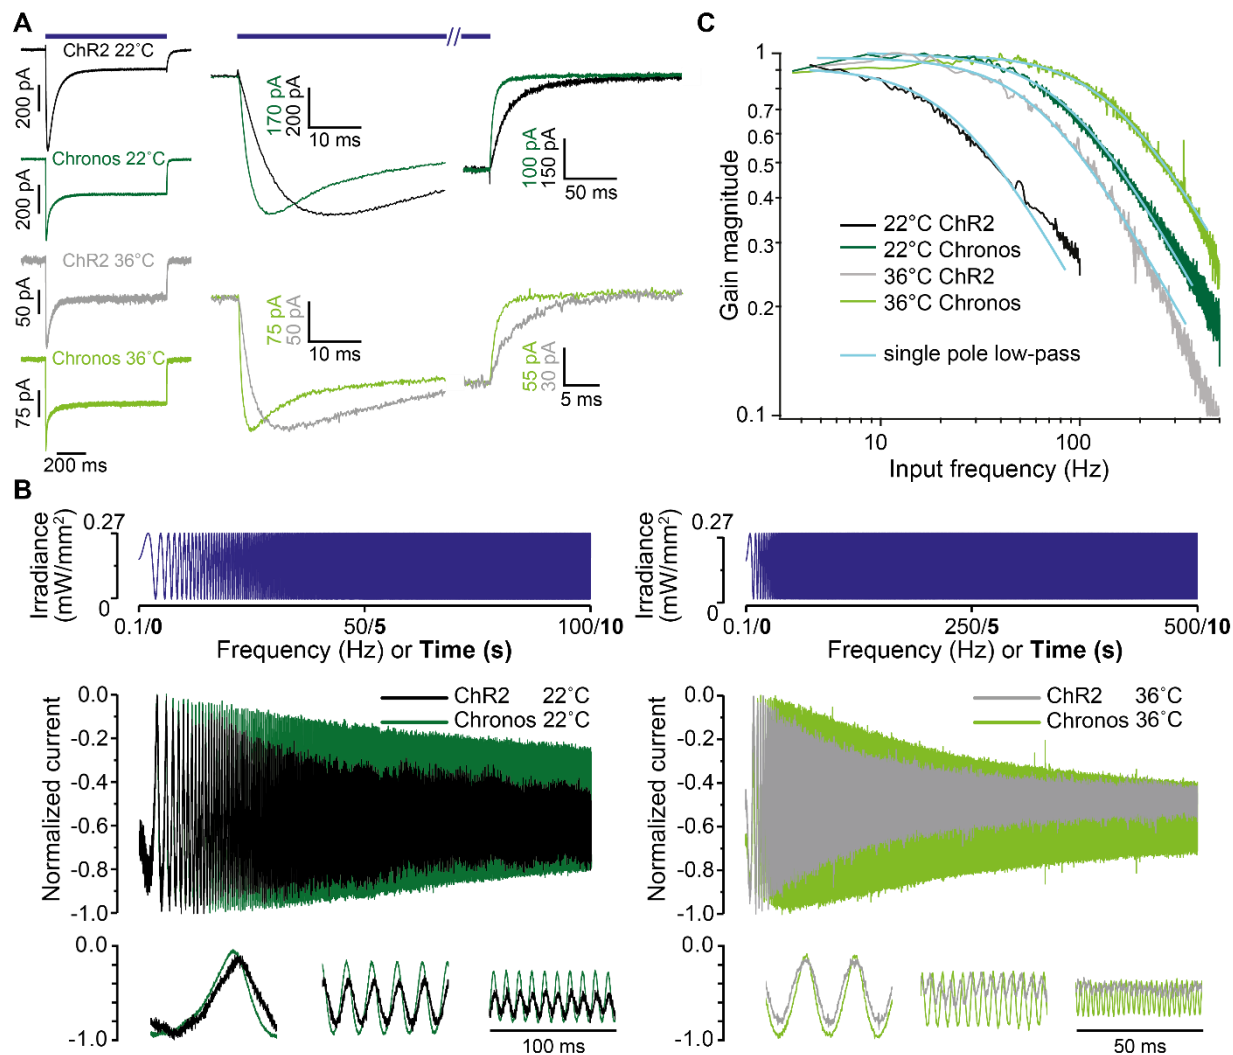 A
ChR2 22°C
200 pA
Chronos 22°C
200 pA
ChR2 36°C
50 pA
Chronos 36°C
75 pA
200 ms
170 pA
200 pA
10 ms
100 pA
150 pA
50 ms
75 pA
50 pA
10 ms
55 pA
30 pA
5 ms
C
Gain magnitude
1
0.7
0.6
0.5
0.4
0.3
0.2
0.1
22°C ChR2
22°C Chronos
36°C ChR2
36°C Chronos
single pole low-pass
10
100
Input frequency (Hz)
B
Irradiance
(mW/mm²)
0.27
0
0.1/0
50/5
100/10
Frequency (Hz) or Time (s)
Irradiance
(mW/mm²)
0.27
0
0.1/0
250/5
500/10
Frequency (Hz) or Time (s)
Normalized current
0.0
-0.2
-0.4
-0.6
-0.8
-1.0
ChR2 22°C
Chronos 22°C
0.0
-1.0
100 ms
Normalized current
0.0
-0.2
-0.4
-0.6
-0.8
-1.0
ChR2 36°C
Chronos 36°C
0.0
-1.0
50 ms